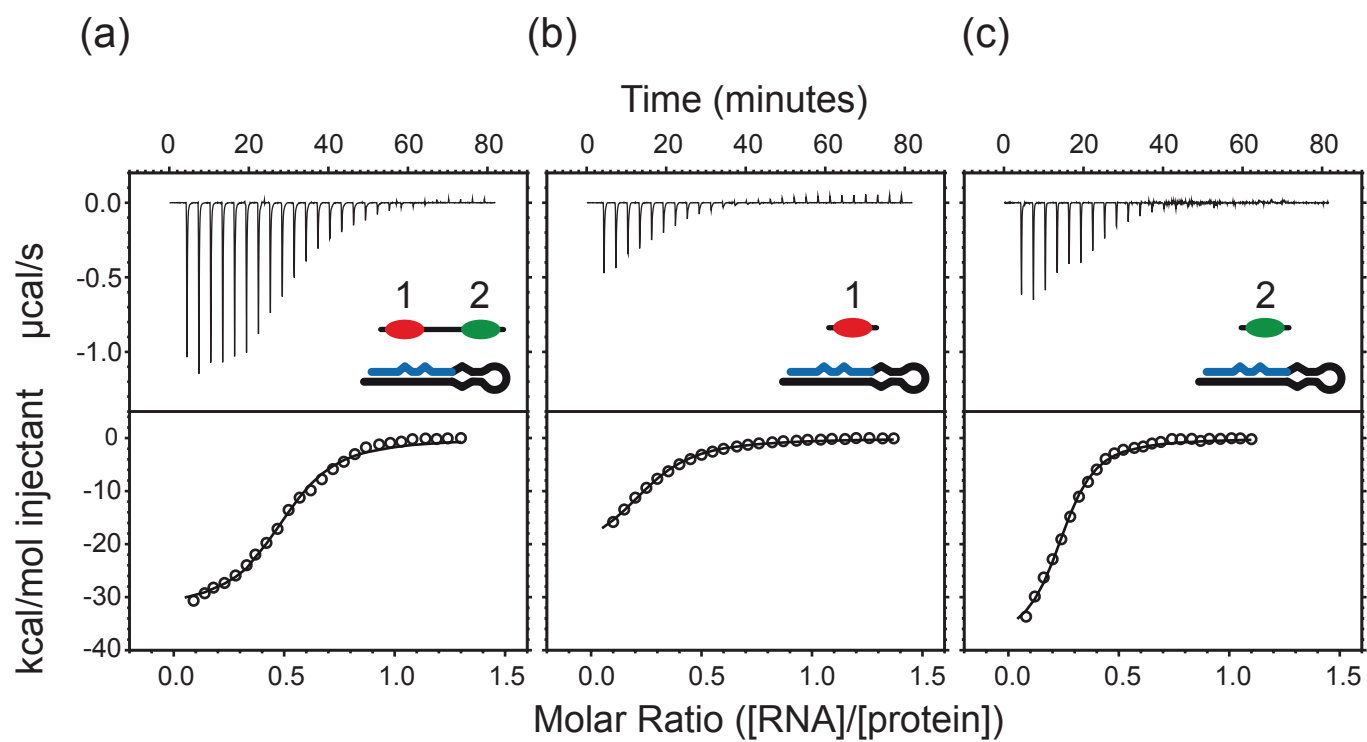 (a) (b) (c)
Time (minutes)
0 20 40 60 80 0 20 40 60 80 0 20 40 60 80
0.0
-0.5
-1.0
µcal/s
1 2 1 2
0
-10
-20
-30
-40
kcal/mol injectant
0.0 0.5 1.0 1.5 0.0 0.5 1.0 1.5 0.0 0.5 1.0 1.5
Molar Ratio ([RNA]/[protein])